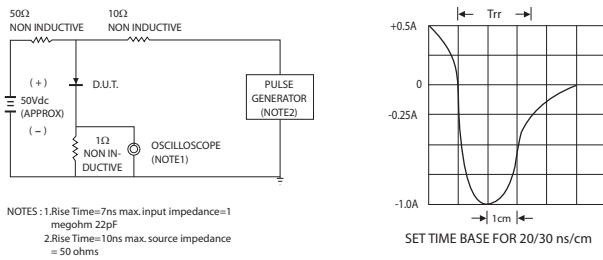 50Ω
NON INDUCTIVE
10Ω
NON INDUCTIVE
(+)
50Vdc
(APPROX)
(−)
D.U.T.
1Ω
NON IN-
DUCTIVE
OSCILLOSCOPE
(NOTE1)
PULSE
GENERATOR
(NOTE2)
NOTES : 1.Rise Time=7ns max. input impedance=1
megohm 22pF
2.Rise Time=10ns max. source impedance
= 50 ohms
Trr
+0.5A
0
-0.25A
-1.0A
1cm
SET TIME BASE FOR 20/30 ns/cm